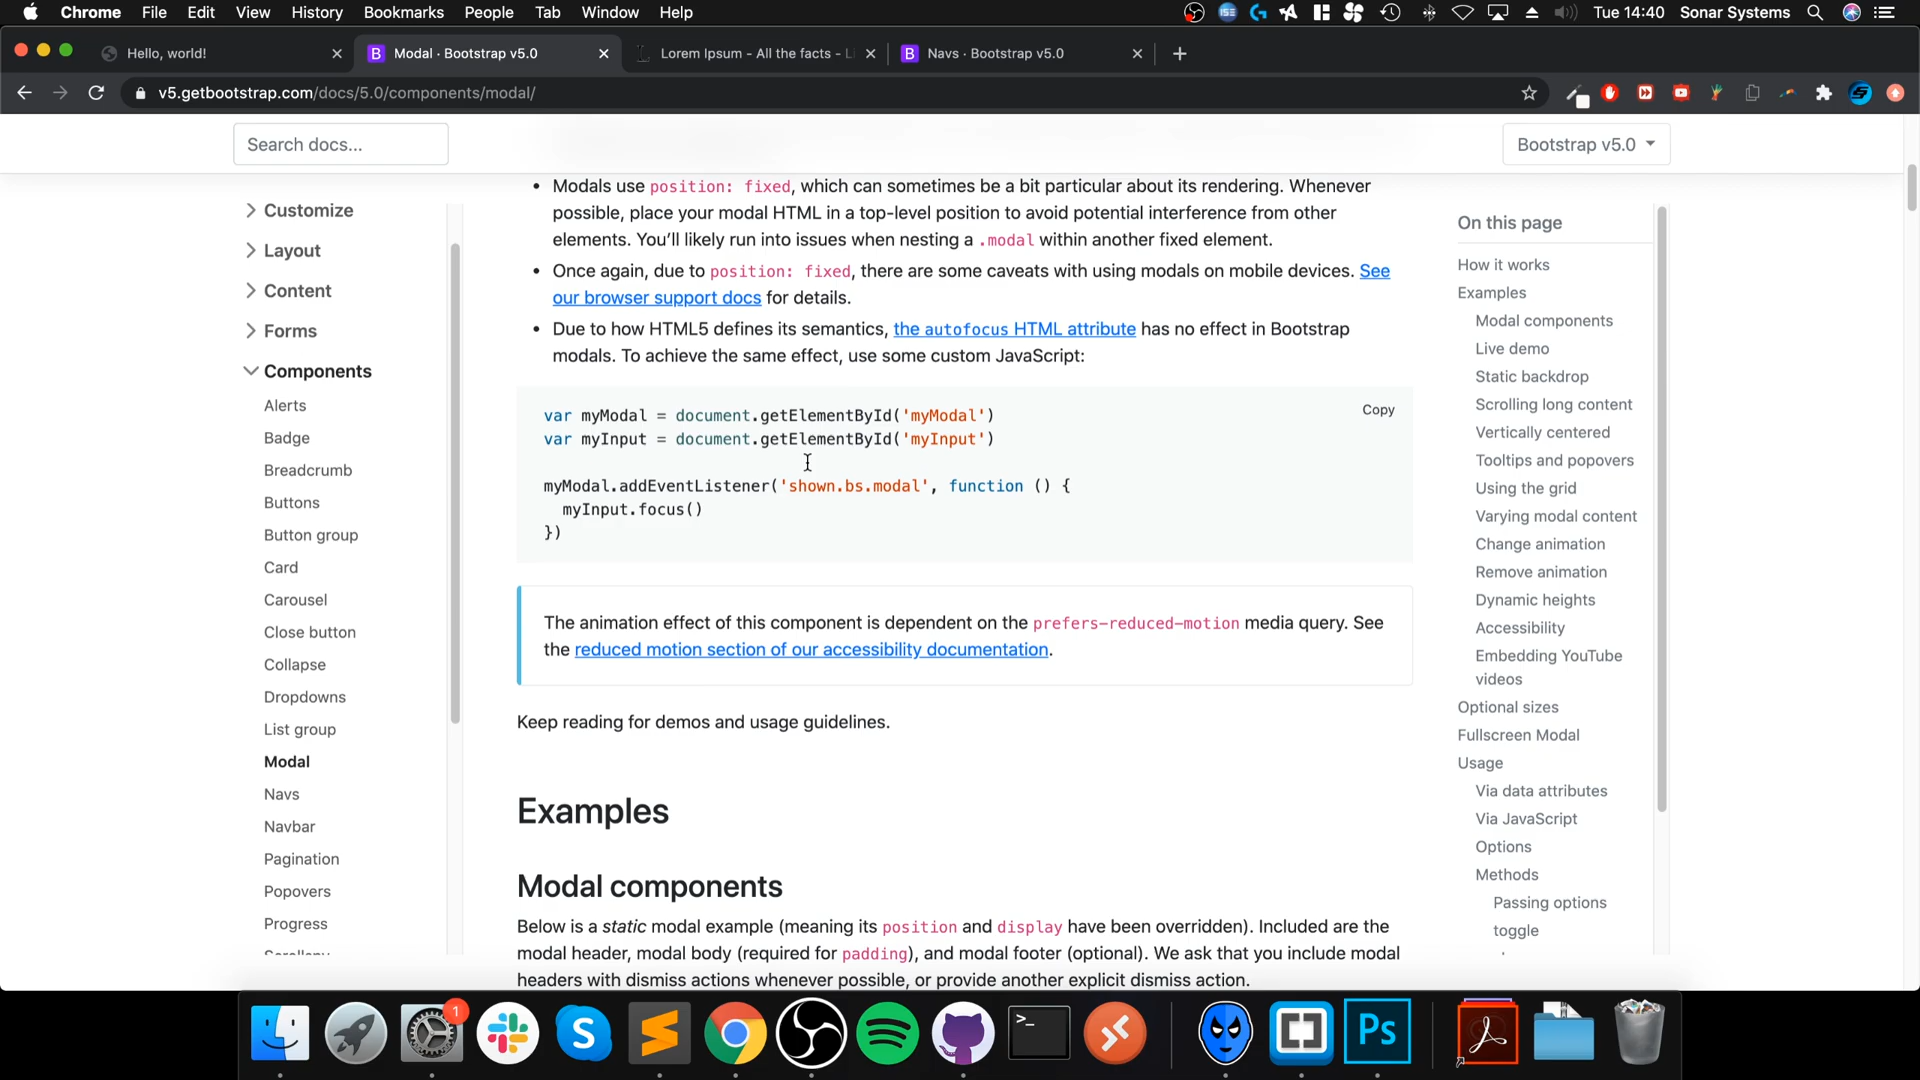 Chrome File Edit View History Bookmarks People Tab Window Help
Tue 14:40 Sonar Systems
Hello, world!
Modal · Bootstrap v5.0
Lorem Ipsum - All the facts - L
Navs · Bootstrap v5.0
v5.getbootstrap.com/docs/5.0/components/modal/
Search docs...
Bootstrap v5.0
Customize
Layout
Content
Forms
Components
Alerts
Badge
Breadcrumb
Buttons
Button group
Card
Carousel
Close button
Collapse
Dropdowns
List group
Modal
Navs
Navbar
Pagination
Popovers
Progress
• Modals use position: fixed, which can sometimes be a bit particular about its rendering. Whenever
possible, place your modal HTML in a top-level position to avoid potential interference from other
elements. You’ll likely run into issues when nesting a .modal within another fixed element.
• Once again, due to position: fixed, there are some caveats with using modals on mobile devices. See
our browser support docs for details.
• Due to how HTML5 defines its semantics, the autofocus HTML attribute has no effect in Bootstrap
modals. To achieve the same effect, use some custom JavaScript:
Copy
var myModal = document.getElementById('myModal')
var myInput = document.getElementById('myInput')
myModal.addEventListener('shown.bs.modal', function () {
myInput.focus()
})
The animation effect of this component is dependent on the prefers-reduced-motion media query. See
the reduced motion section of our accessibility documentation.
Keep reading for demos and usage guidelines.
Examples
Modal components
Below is a static modal example (meaning its position and display have been overridden). Included are the
modal header, modal body (required for padding), and modal footer (optional). We ask that you include modal
headers with dismiss actions whenever possible, or provide another explicit dismiss action.
On this page
How it works
Examples
Modal components
Live demo
Static backdrop
Scrolling long content
Vertically centered
Tooltips and popovers
Using the grid
Varying modal content
Change animation
Remove animation
Dynamic heights
Accessibility
Embedding YouTube
videos
Optional sizes
Fullscreen Modal
Usage
Via data attributes
Via JavaScript
Options
Methods
Passing options
toggle
1
S
>_
Ps